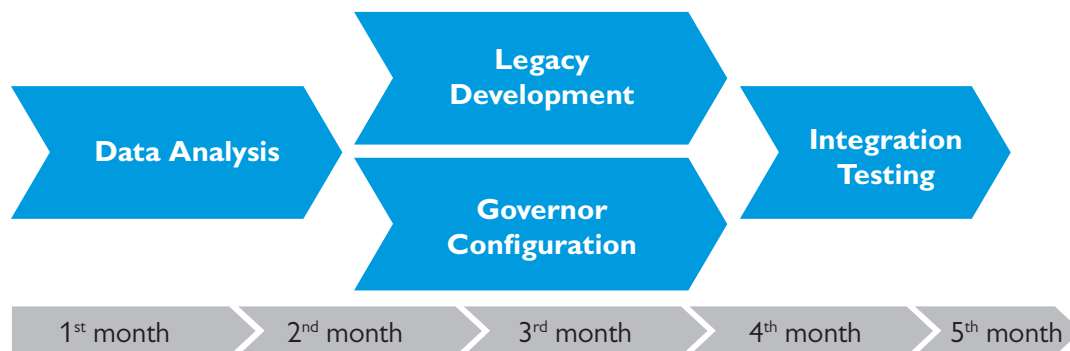 Data Analysis
Legacy
Development
Governor
Configuration
Integration
Testing
1st month
2nd month
3rd month
4th month
5th month